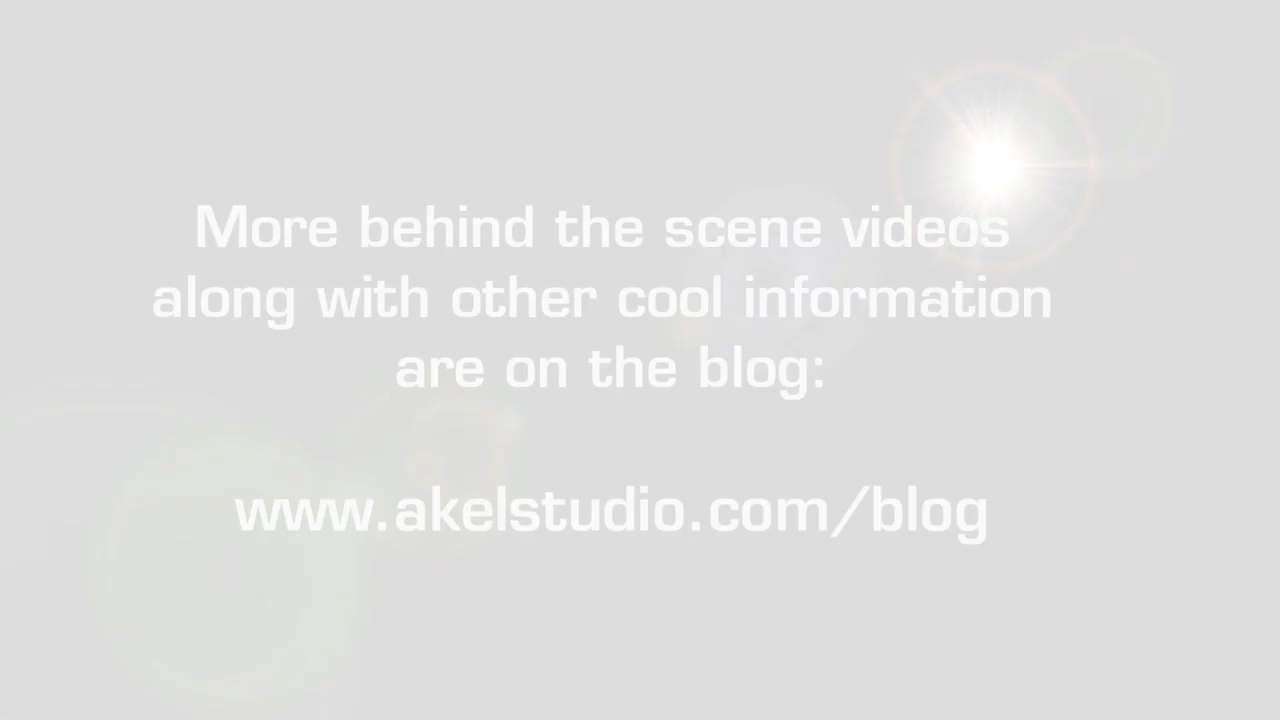 More behind the scene videos
along with other cool information
are on the blog:
www.akelstudio.com/blog